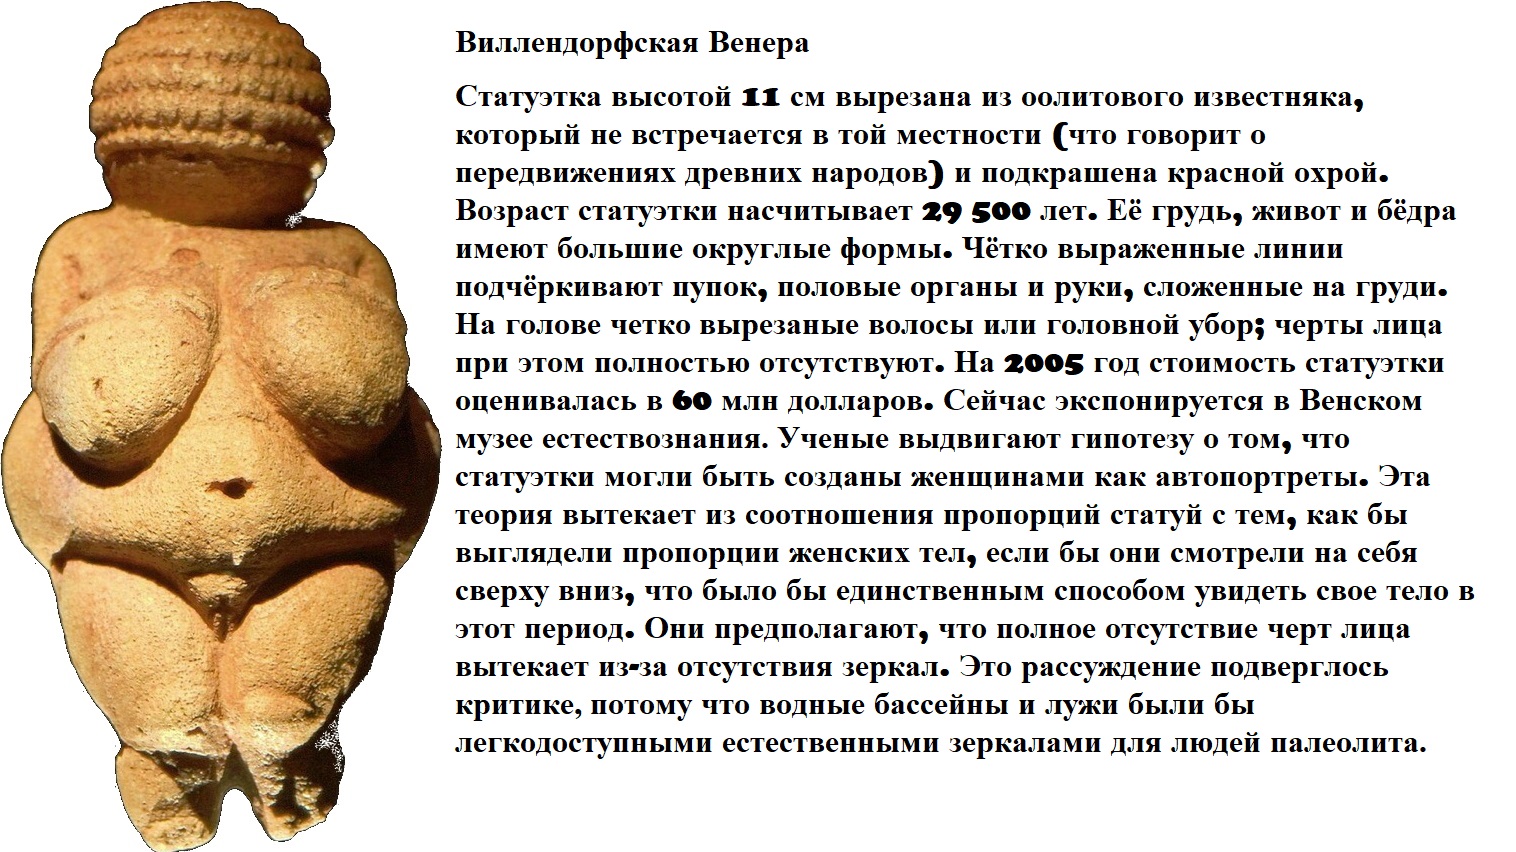 Виллендорфская Венера
Статуэтка высотой 11 см вырезана из оолитового известняка,
который не встречается в той местности (что говорит о
передвижениях древних народов) и подкрашена красной охрой.
Возраст статуэтки насчитывает 29 500 лет. Её грудь, живот и бёдра
имеют большие округлые формы. Чётко выраженные линии
подчёркивают пупок, половые органы и руки, сложенные на груди.
На голове четко вырезаные волосы или головной убор; черты лица
при этом полностью отсутствуют. На 2005 год стоимость статуэтки
оценивалась в 60 млн долларов. Сейчас экспонируется в Венском
музее естествознания. Ученые выдвигают гипотезу о том, что
статуэтки могли быть созданы женщинами как автопортреты. Эта
теория вытекает из соотношения пропорций статуй с тем, как бы
выглядели пропорции женских тел, если бы они смотрели на себя
сверху вниз, что было бы единственным способом увидеть свое тело в
этот период. Они предполагают, что полное отсутствие черт лица
вытекает из-за отсутствия зеркал. Это рассуждение подверглось
критике, потому что водные бассейны и лужи были бы
легкодоступными естественными зеркалами для людей палеолита.